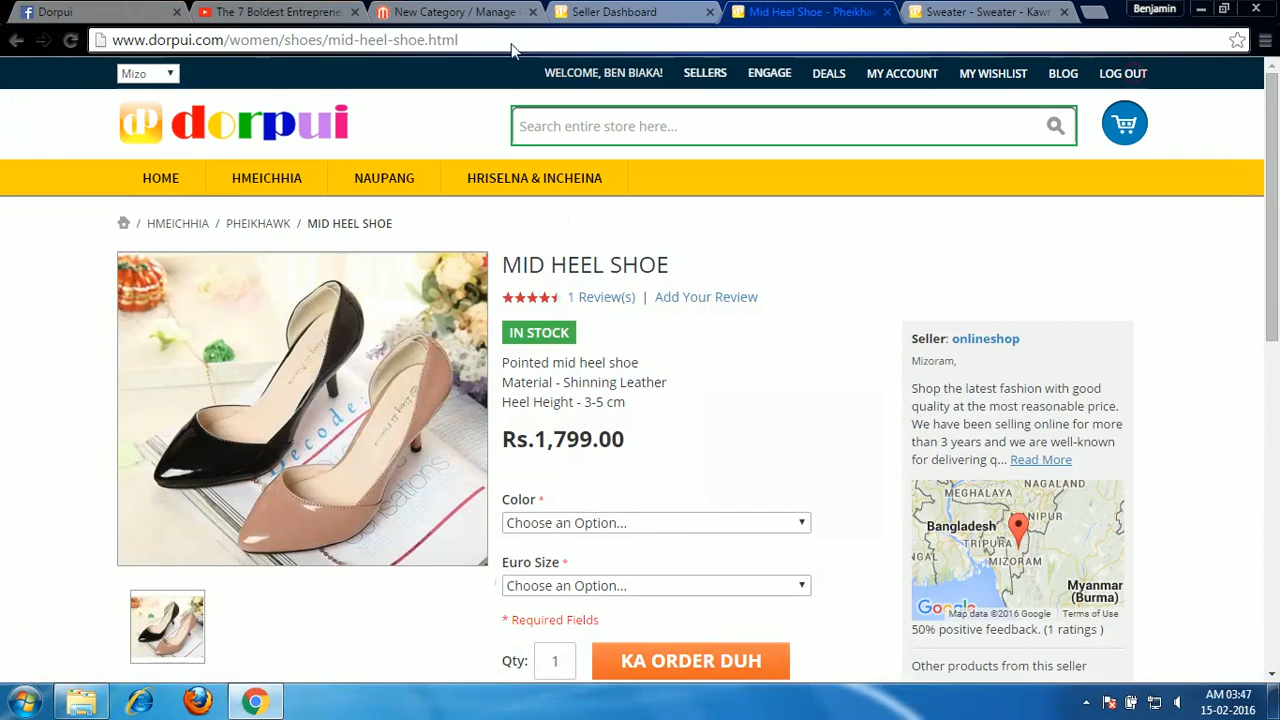 Dorpui
The 7 Boldest Entreprene
New Category / Manage
Seller Dashboard
Mid Heel Shoe - Pheikhaw
Sweater - Sweater - Kawr
Benjamin
www.dorpui.com/women/shoes/mid-heel-shoe.html
Mizo
WELCOME, BEN BIAKA!
SELLERS
ENGAGE
DEALS
MY ACCOUNT
MY WISHLIST
BLOG
LOG OUT
dp dorpui
Search entire store here...
HOME
HMEICHHIA
NAUPANG
HRISELNA & INCHEINA
/ HMEICHHIA / PHEIKHAWK / MID HEEL SHOE
MID HEEL SHOE
1 Review(s) | Add Your Review
IN STOCK
Pointed mid heel shoe
Material - Shinning Leather
Heel Height - 3-5 cm
Rs.1,799.00
Color *
Choose an Option...
Euro Size *
Choose an Option...
* Required Fields
Qty: 1
KA ORDER DUH
Seller: onlineshop
Mizoram,
Shop the latest fashion with good
quality at the most reasonable price.
We have been selling online for more
than 3 years and we are well-known
for delivering q... Read More
MEGHALAYA
NAGALAND
Bangladesh
NIPUR
TRIPURA
NGAL
MIZORAM
Myanmar
(Burma)
Google
Map data ©2016 Google
Terms of Use
50% positive feedback. (1 ratings )
Other products from this seller
AM 03:47
15-02-2016